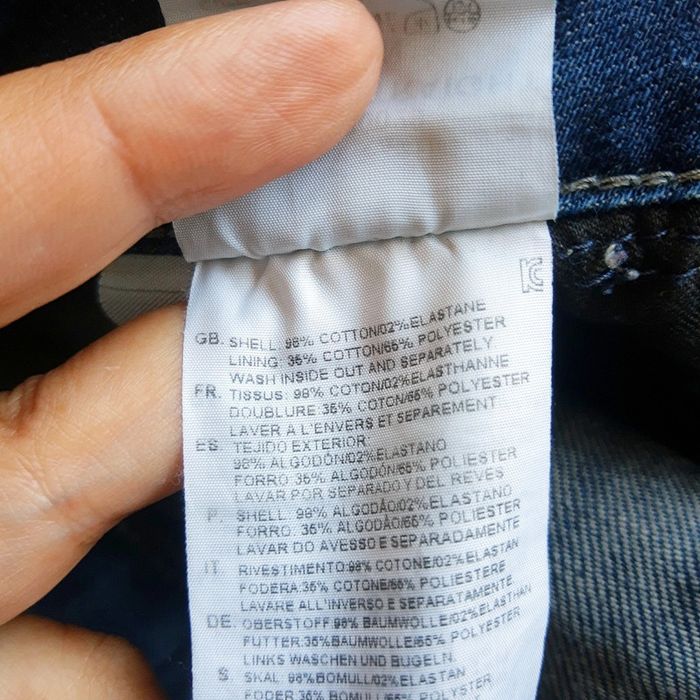 GB. SHELL: 98% COTTON/02%ELASTANE
LINING: 35% COTTON/65% POLYESTER
WASH INSIDE OUT AND SEPARATELY
FR. TISSUS: 98% COTON/02%ELASTHANNE
DOUBLURE: 35% COTON/65% POLYESTER
LAVER A L'ENVERS ET SEPAREMENT
ES TEJIDO EXTERIOR:
98% ALGODÓN/02%ELASTANO
FORRO: 35% ALGODÓN/65% POLIESTER
LAVAR POR SEPARADO Y DEL REVES
P. SHELL: 98% ALGODÃO/02%ELASTANO
FORRO: 35% ALGODÃO/65% POLIESTER
LAVAR DO AVESSO E SEPARADAMENTE
IT. RIVESTIMENTO:98% COTONE/02%ELASTAN
FODERA:35% COTONE/65% POLIESTERE
LAVARE ALL'INVERSO E SEPARATAMENTE.
DE. OBERSTOFF:98% BAUMWOLLE/02%ELASTHAN
FUTTER:35%BAUMWOLLE/65% POLYESTER
LINKS WASCHEN UND BUGELN.
S. SKAL: 98%BOMULL/02%ELASTAN
FODER 35% BOMULL/65% POLYESTER